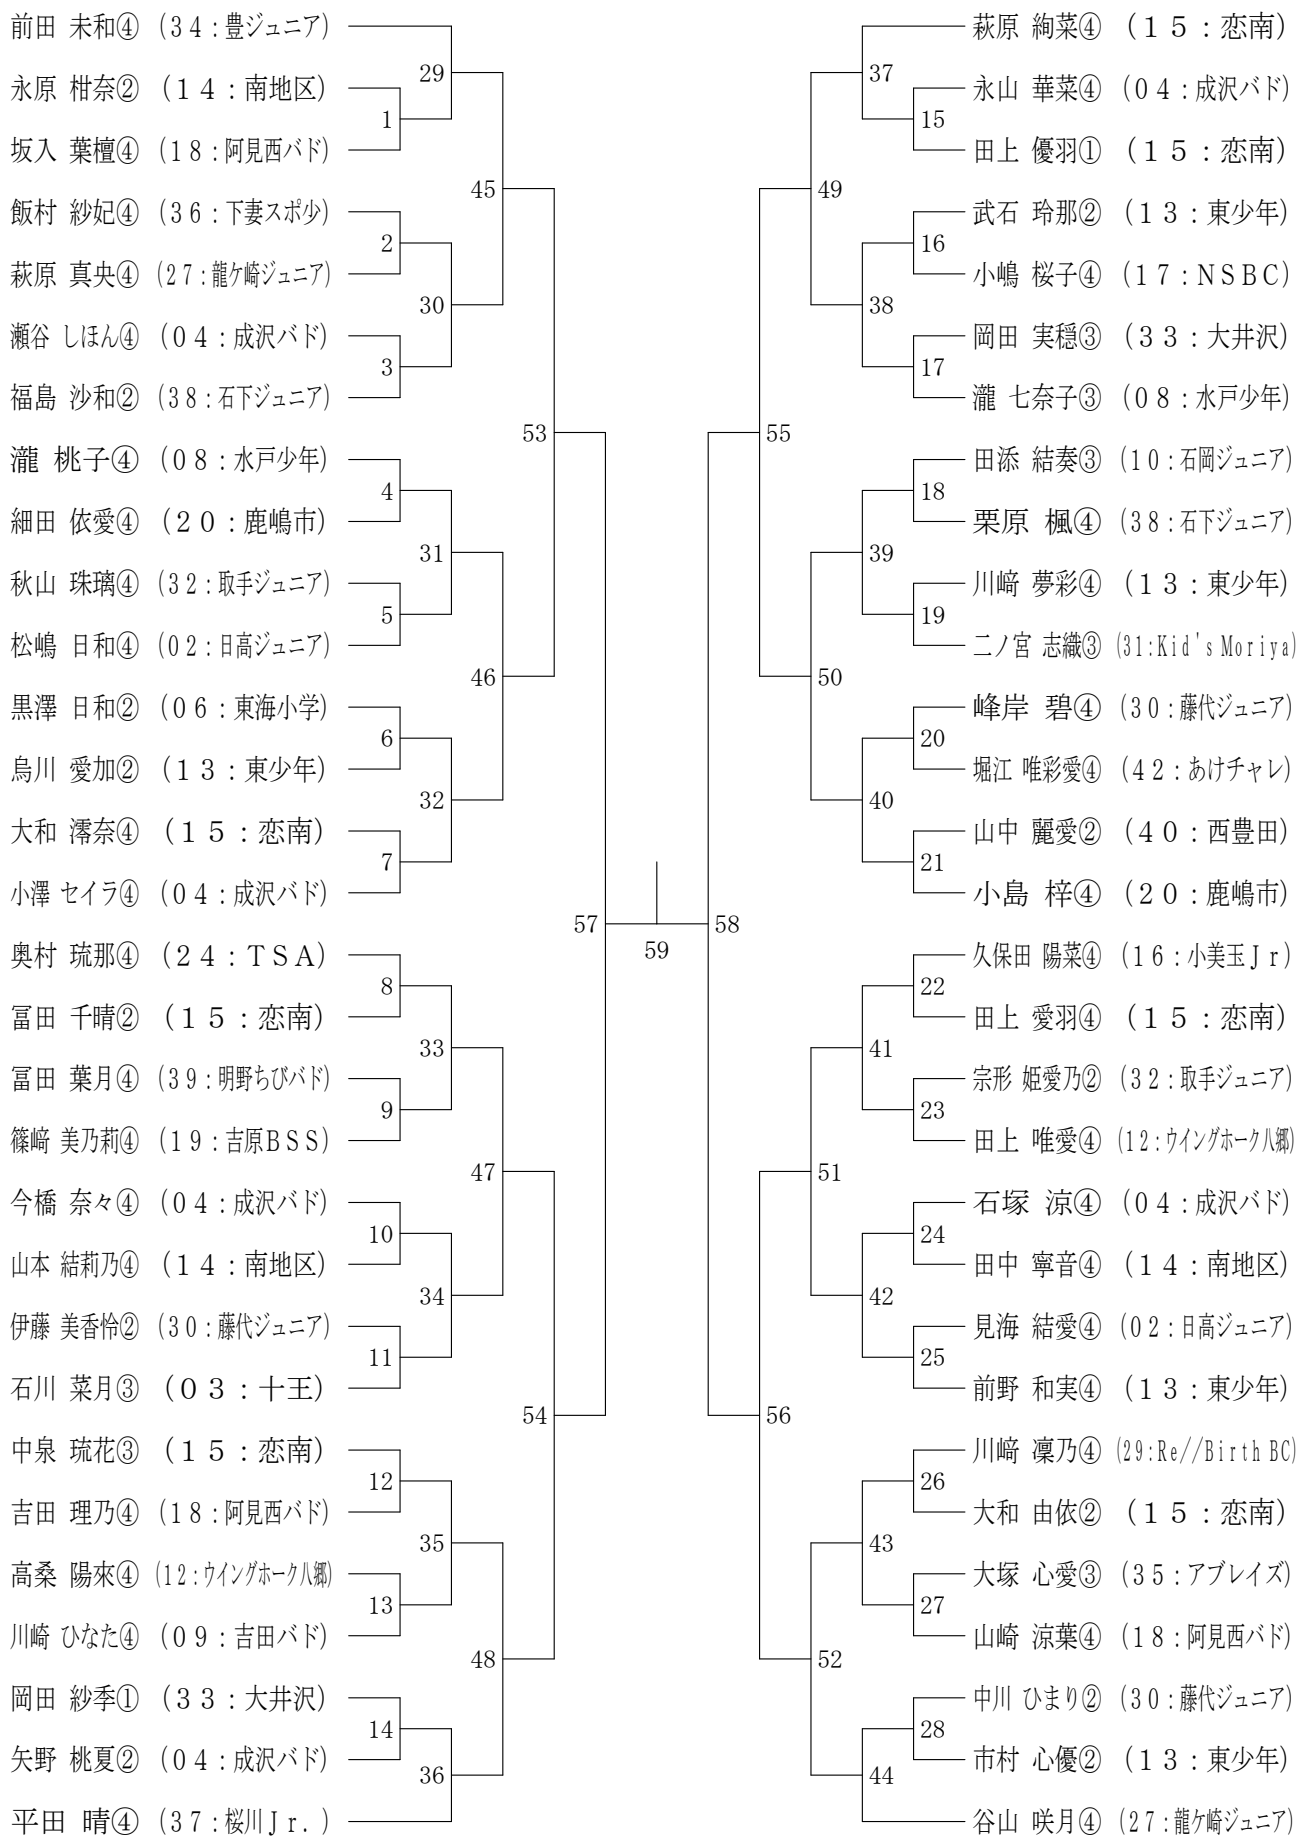 前田 未和④ (34:豊ジュニア)
29
永原 柑奈② (14:南地区)
1
坂入 葉檀④ (18:阿見西バド)
45
飯村 紗妃④ (36:下妻スポ少)
2
萩原 真央④ (27:龍ケ崎ジュニア)
30
瀬谷 しほん④ (04:成沢バド)
3
福島 沙和② (38:石下ジュニア)
53
瀧 桃子④ (08:水戸少年)
4
細田 依愛④ (20:鹿嶋市)
31
秋山 珠璃④ (32:取手ジュニア)
5
松嶋 日和④ (02:日高ジュニア)
46
黒澤 日和② (06:東海小学)
6
烏川 愛加② (13:東少年)
32
大和 澪奈④ (15:恋南)
7
小澤 セイラ④ (04:成沢バド)
57
奥村 琉那④ (24:TSA)
8
冨田 千晴② (15:恋南)
33
冨田 葉月④ (39:明野ちびバド)
9
篠﨑 美乃莉④ (19:吉原BSS)
47
今橋 奈々④ (04:成沢バド)
10
山本 結莉乃④ (14:南地区)
34
伊藤 美香怜② (30:藤代ジュニア)
11
石川 菜月③ (03:十王)
54
中泉 琉花③ (15:恋南)
12
吉田 理乃④ (18:阿見西バド)
35
高桑 陽來④ (12:ウイングホーク八郷)
13
川崎 ひなた④ (09:吉田バド)
48
岡田 紗季① (33:大井沢)
14
矢野 桃夏② (04:成沢バド)
36
平田 晴④ (37:桜川Jr.)
59
萩原 絢菜④ (15:恋南)
37
永山 華菜④ (04:成沢バド)
15
田上 優羽① (15:恋南)
49
武石 玲那② (13:東少年)
16
小嶋 桜子④ (17:NSBC)
38
岡田 実穏③ (33:大井沢)
17
瀧 七奈子③ (08:水戸少年)
55
田添 結奏③ (10:石岡ジュニア)
18
栗原 楓④ (38:石下ジュニア)
39
川﨑 夢彩④ (13:東少年)
19
二ノ宮 志織③ (31:Kid's Moriya)
50
峰岸 碧④ (30:藤代ジュニア)
20
堀江 唯彩愛④ (42:あけチャレ)
40
山中 麗愛② (40:西豊田)
21
小島 梓④ (20:鹿嶋市)
58
久保田 陽菜④ (16:小美玉Jr)
22
田上 愛羽④ (15:恋南)
41
宗形 姫愛乃② (32:取手ジュニア)
23
田上 唯愛④ (12:ウイングホーク八郷)
51
石塚 涼④ (04:成沢バド)
24
田中 寧音④ (14:南地区)
42
見海 結愛④ (02:日高ジュニア)
25
前野 和実④ (13:東少年)
56
川﨑 凜乃④ (29:Re//Birth BC)
26
大和 由依② (15:恋南)
43
大塚 心愛③ (35:アブレイズ)
27
山崎 涼葉④ (18:阿見西バド)
52
中川 ひまり② (30:藤代ジュニア)
28
市村 心優② (13:東少年)
44
谷山 咲月④ (27:龍ケ崎ジュニア)